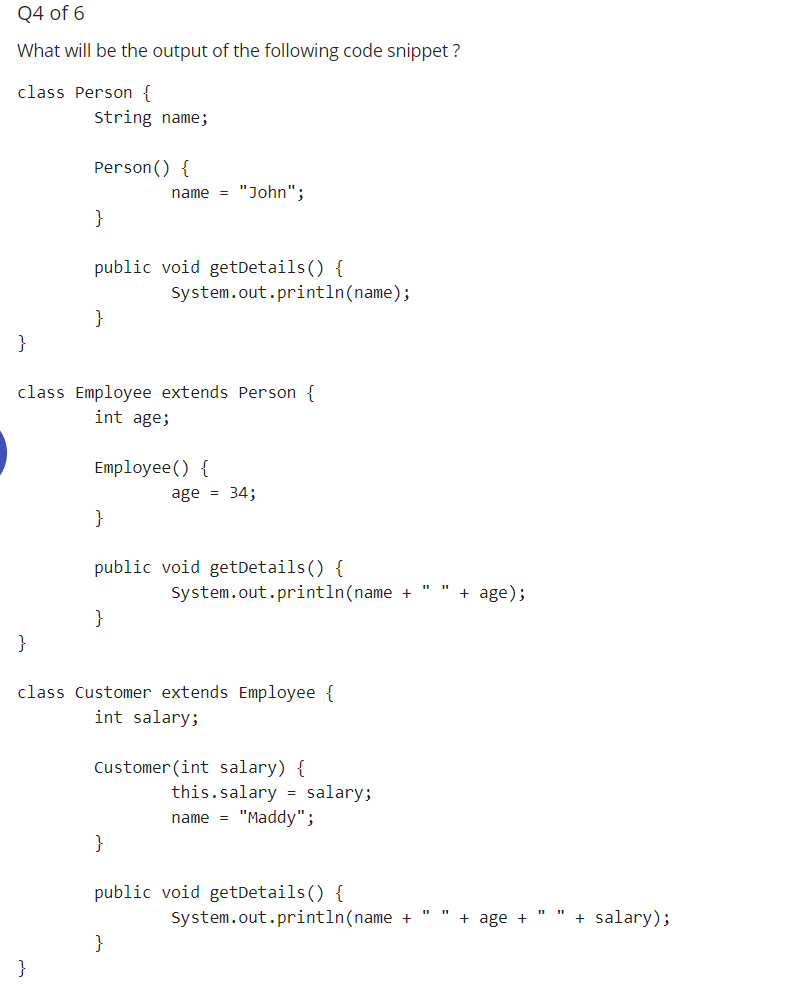 Q4 of 6
What will be the output of the following code snippet ?
class Person {
        String name;

        Person() {
                name = "John";
        }

        public void getDetails() {
                System.out.println(name);
        }
}

class Employee extends Person {
        int age;

        Employee() {
                age = 34;
        }

        public void getDetails() {
                System.out.println(name + " " + age);
        }
}

class Customer extends Employee {
        int salary;

        Customer(int salary) {
                this.salary = salary;
                name = "Maddy";
        }

        public void getDetails() {
                System.out.println(name + " " + age + " " + salary);
        }
}